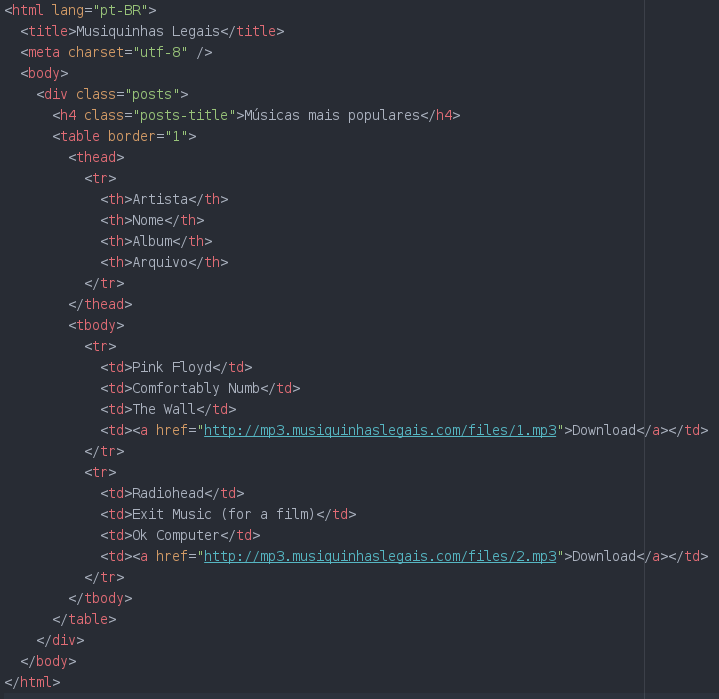 <html lang="pt-BR">
  <title>Musiquinhas Legais</title>
  <meta charset="utf-8" />
  <body>
    <div class="posts">
      <h4 class="posts-title">Músicas mais populares</h4>
      <table border="1">
        <thead>
          <tr>
            <th>Artista</th>
            <th>Nome</th>
            <th>Album</th>
            <th>Arquivo</th>
          </tr>
        </thead>
        <tbody>
          <tr>
            <td>Pink Floyd</td>
            <td>Comfortably Numb</td>
            <td>The Wall</td>
            <td><a href="http://mp3.musiquinhaslegais.com/files/1.mp3">Download</a></td>
          </tr>
          <tr>
            <td>Radiohead</td>
            <td>Exit Music (for a film)</td>
            <td>Ok Computer</td>
            <td><a href="http://mp3.musiquinhaslegais.com/files/2.mp3">Download</a></td>
          </tr>
        </tbody>
      </table>
    </div>
  </body>
</html>